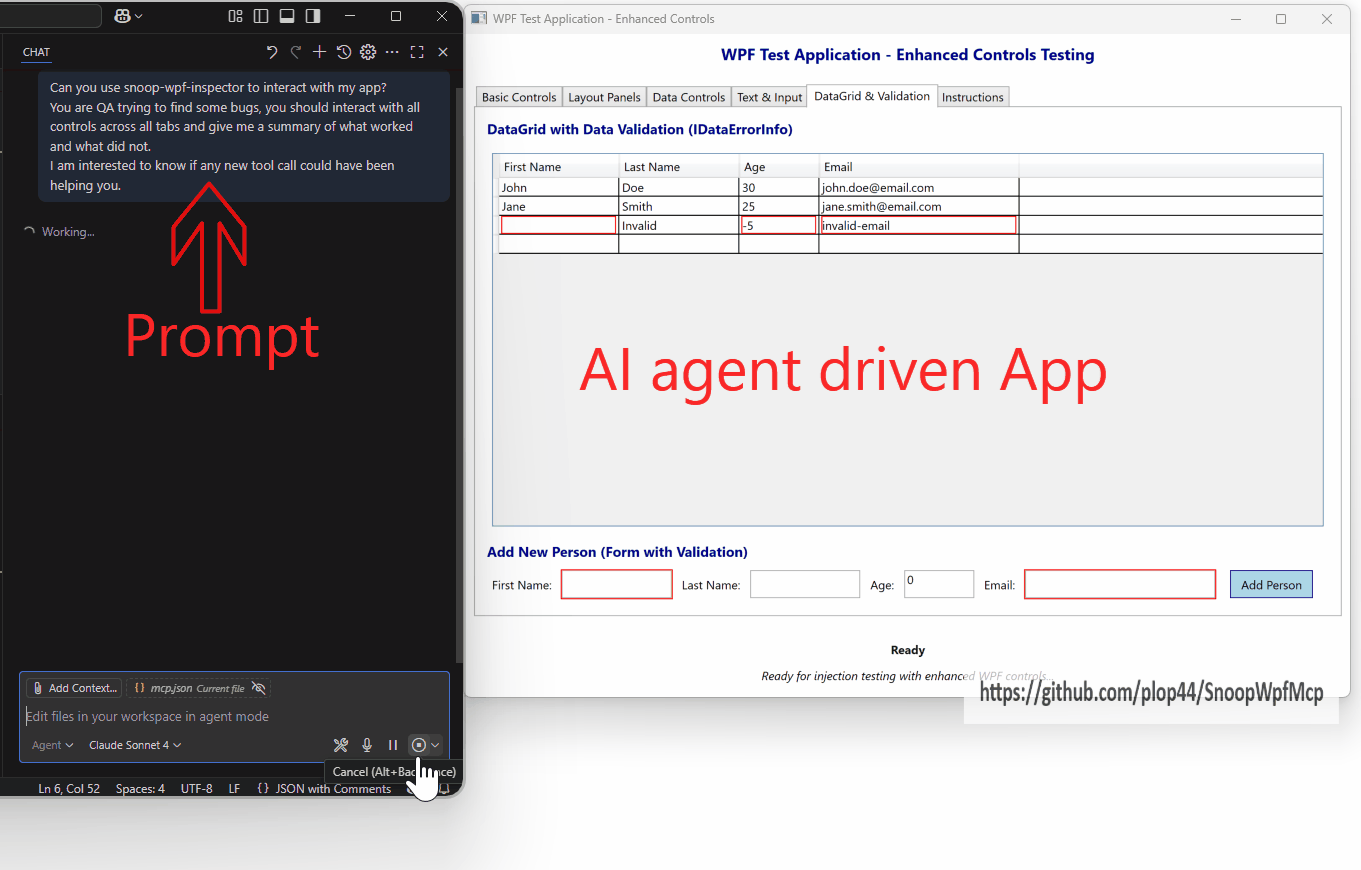 CHAT
Can you use snoop-wpf-inspector to interact with my app?
You are QA trying to find some bugs, you should interact with all
controls across all tabs and give me a summary of what worked
and what did not.
I am interested to know if any new tool call could have been
helping you.
Working...
Prompt
Add Context...
{} mcp.json Current file
Edit files in your workspace in agent mode
Agent
Claude Sonnet 4
Cancel (Alt+Bac
ce)
Ln 6, Col 52
Spaces: 4
UTF-8
LF
{} JSON with Comments
WPF Test Application - Enhanced Controls
WPF Test Application - Enhanced Controls Testing
Basic Controls
Layout Panels
Data Controls
Text & Input
DataGrid & Validation
Instructions
DataGrid with Data Validation (IDataErrorInfo)
First Name Last Name Age Email
John Doe 30 john.doe@email.com
Jane Smith 25 jane.smith@email.com
Invalid -5 invalid-email
AI agent driven App
Add New Person (Form with Validation)
First Name: Last Name: Age: 0 Email: Add Person
Ready
Ready for injection testing with enhanced WPF controls...
https://github.com/plop44/SnoopWpfMcp